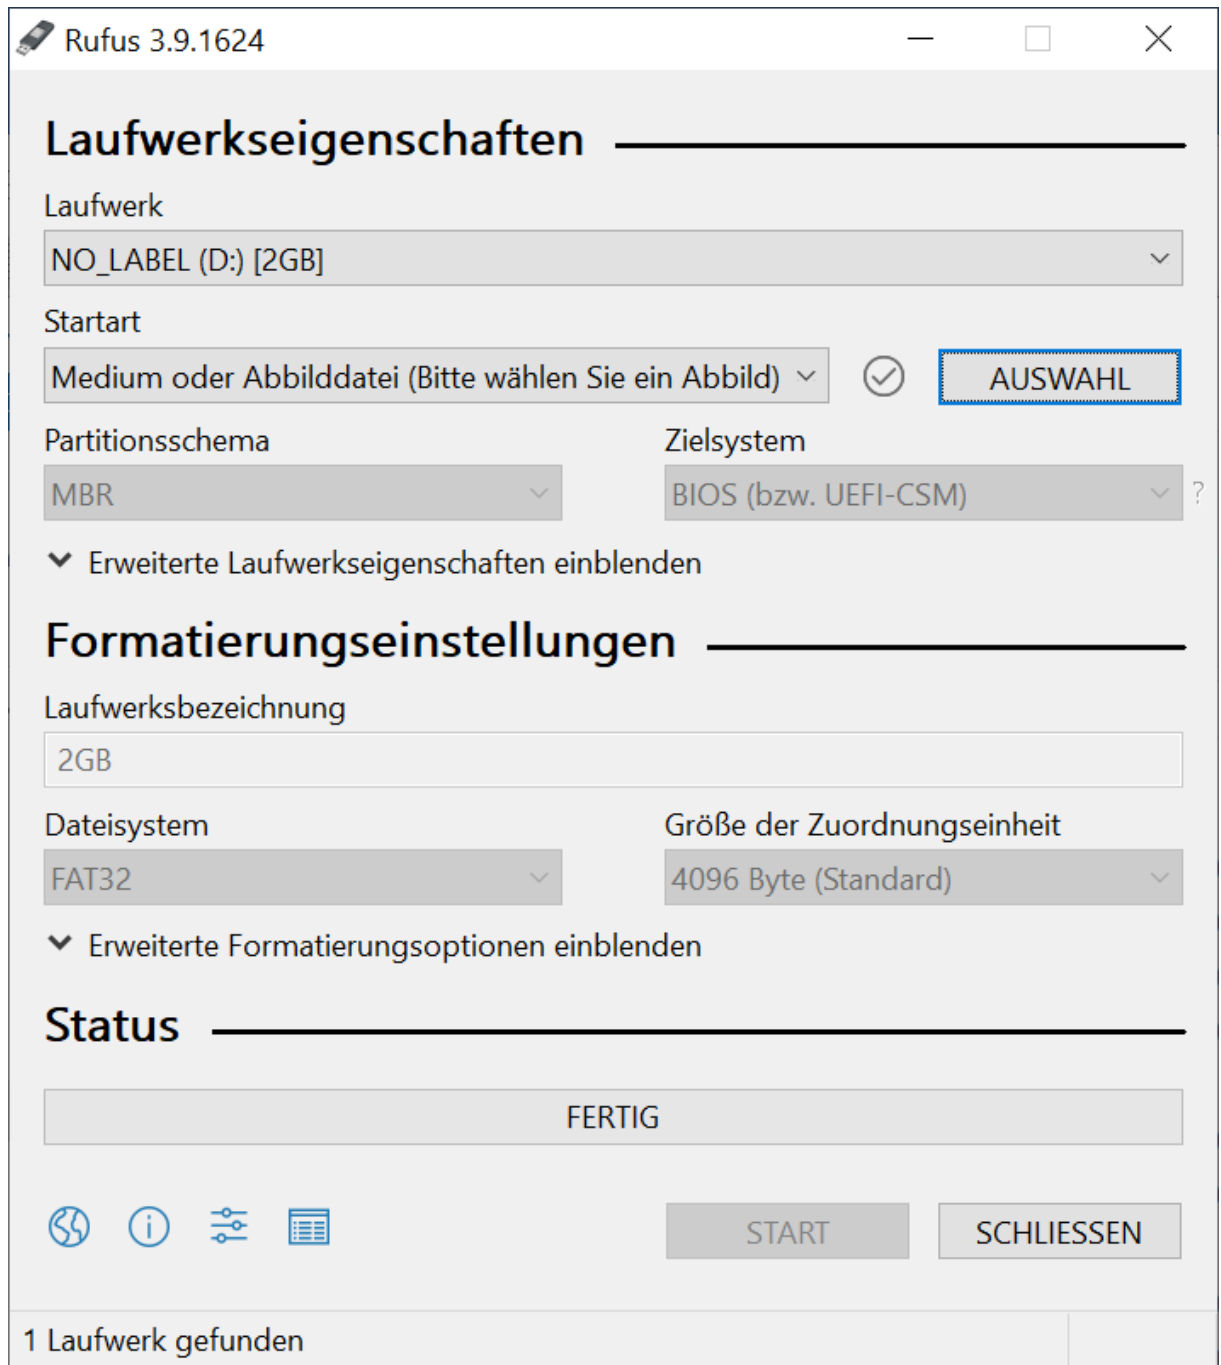 Rufus 3.9.1624
Laufwerkseigenschaften
Laufwerk
NO_LABEL (D:) [2GB]
Startart
Medium oder Abbilddatei (Bitte wählen Sie ein Abbild)
AUSWAHL
Partitionsschema
Zielsystem
MBR
BIOS (bzw. UEFI-CSM)
?
Erweiterte Laufwerkseigenschaften einblenden
Formatierungseinstellungen
Laufwerksbezeichnung
2GB
Dateisystem
Größe der Zuordnungseinheit
FAT32
4096 Byte (Standard)
Erweiterte Formatierungsoptionen einblenden
Status
FERTIG
START
SCHLIESSEN
1 Laufwerk gefunden